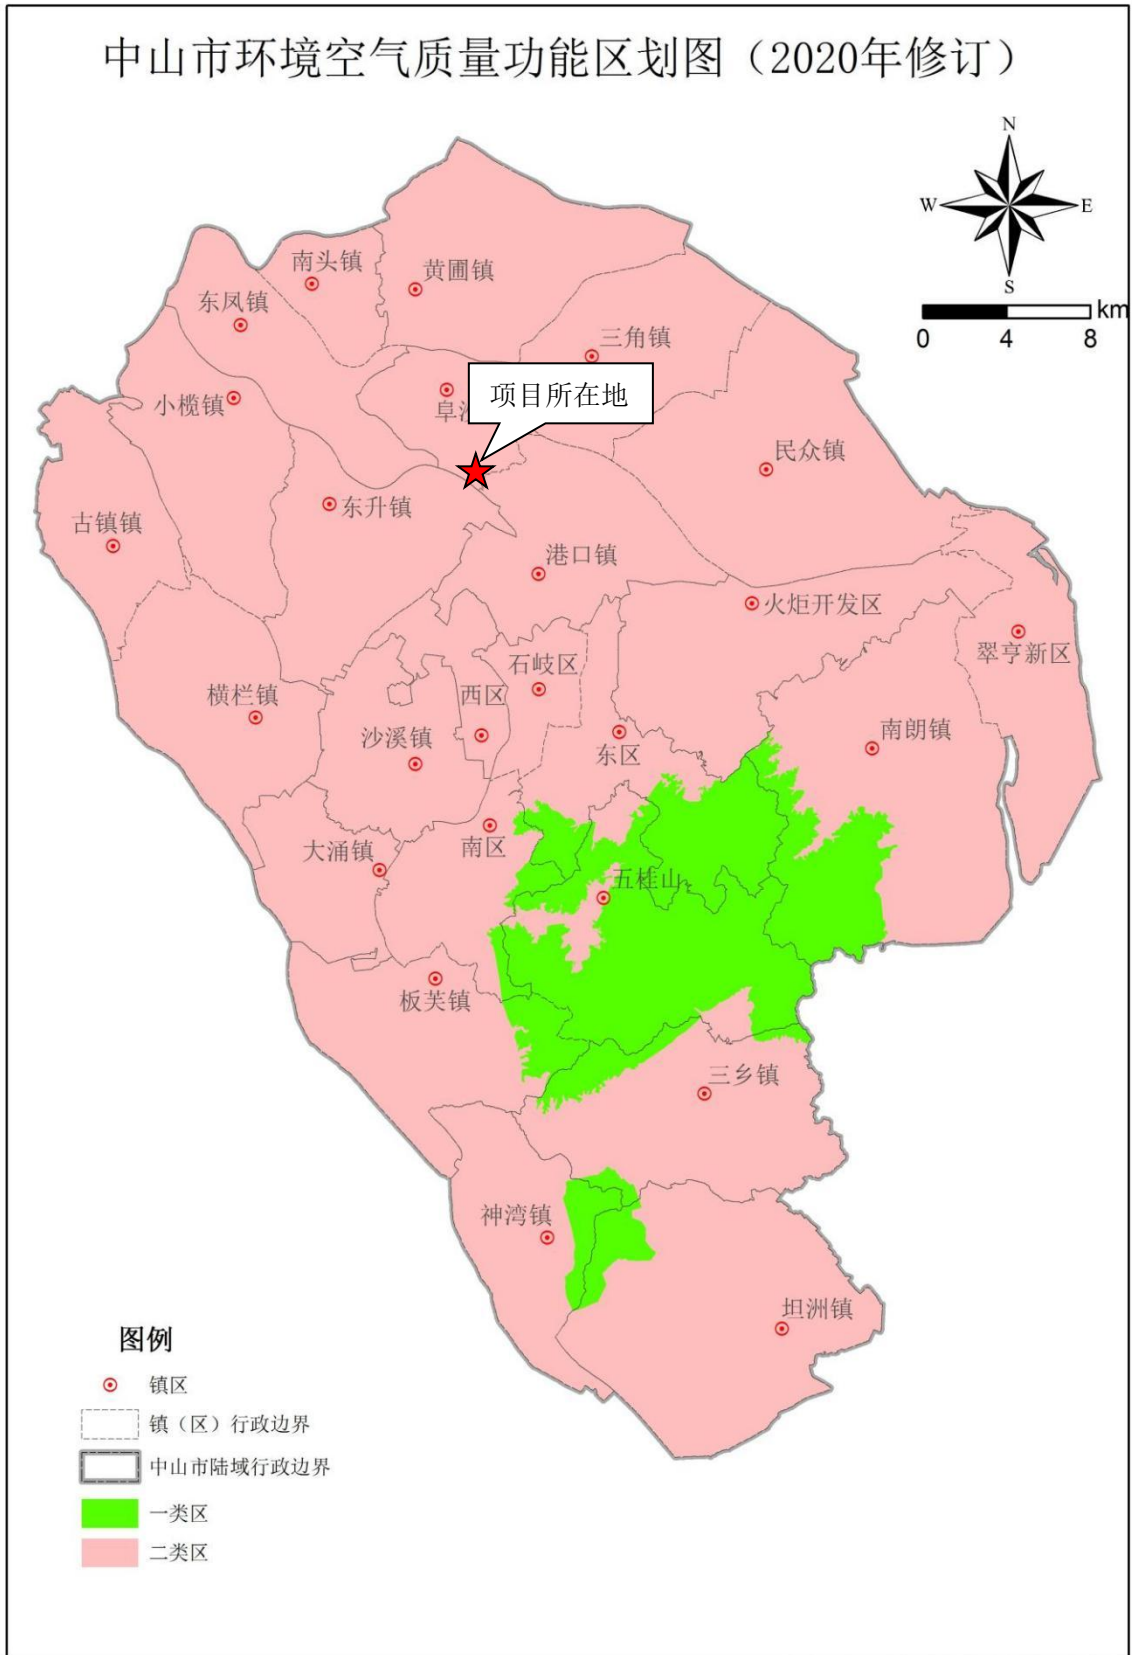 中山市环境空气质量功能区划图（2020年修订）
N
W
E
S
km
0 4 8
南头镇
黄圃镇
东凤镇
三角镇
项目所在地
小榄镇
阜
民众镇
东升镇
古镇镇
港口镇
火炬开发区
翠亨新区
石岐区
横栏镇
西区
沙溪镇
东区
南朗镇
南区
大涌镇
五桂山
板芙镇
三乡镇
神湾镇
坦洲镇
图例
镇区
镇（区）行政边界
中山市陆域行政边界
一类区
二类区